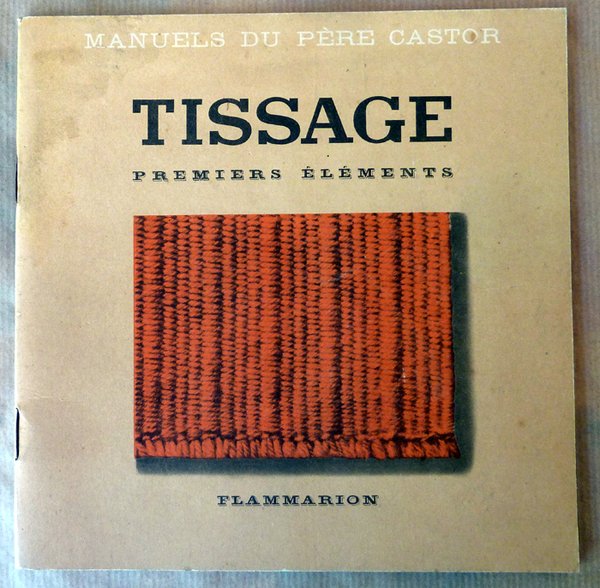 MANUELS DU PÈRE CASTOR
TISSAGE
PREMIERS ÉLÉMENTS
FLAMMARION